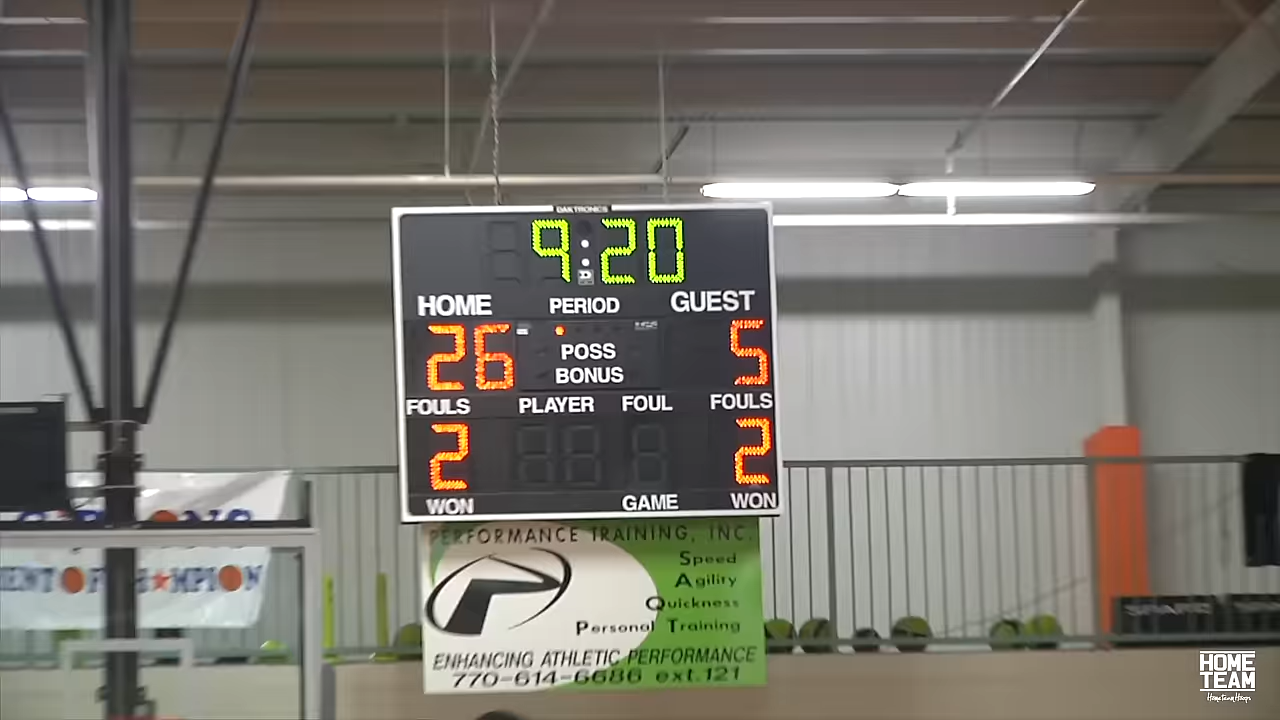 DAKTRONICS
9:20
HOME PERIOD GUEST
26 5
POSS
BONUS
FOULS PLAYER FOUL FOULS
2 2
WON GAME WON
PERFORMANCE TRAINING, INC.
Speed
Agility
Quickness
Personal Training
ENHANCING ATHLETIC PERFORMANCE
770-614-6686 ext.121
HOME
TEAM